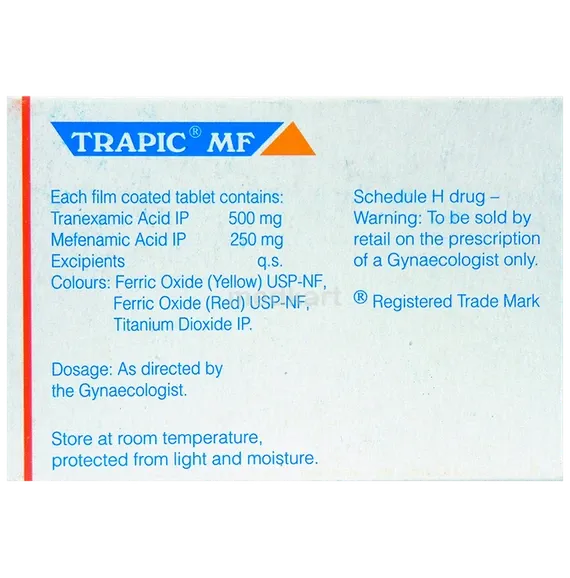 TRAPIC® MF
Each film coated tablet contains:
Tranexamic Acid IP 500 mg
Mefenamic Acid IP 250 mg
Excipients q.s.
Colours: Ferric Oxide (Yellow) USP-NF,
Ferric Oxide (Red) USP-NF,
Titanium Dioxide IP.
Dosage: As directed by
the Gynaecologist.
Store at room temperature,
protected from light and moisture.
Schedule H drug –
Warning: To be sold by
retail on the prescription
of a Gynaecologist only.
® Registered Trade Mark